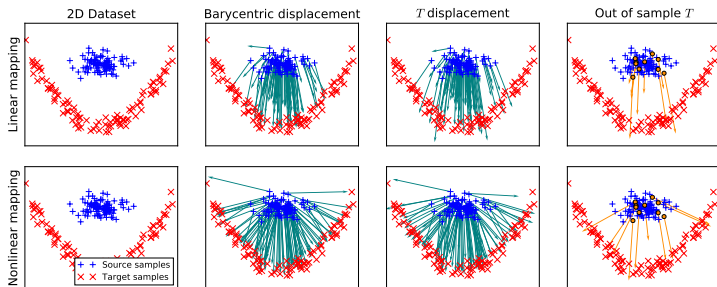 2D Dataset
Barycentric displacement
T displacement
Out of sample T
Linear mapping
Nonlinear mapping
Source samples
Target samples